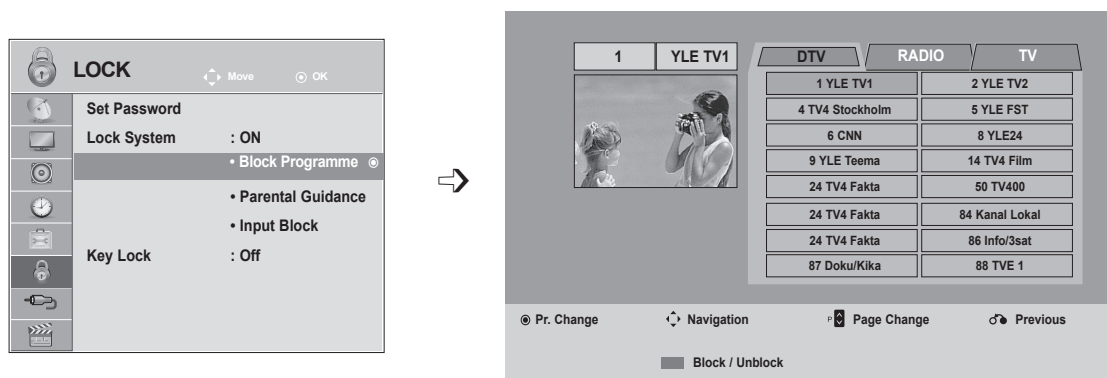 LOCK
Move
OK
Set Password
Lock System : ON
• Block Programme
• Parental Guidance
• Input Block
Key Lock : Off
1 YLE TV1
DTV RADIO TV
1 YLE TV1 2 YLE TV2
4 TV4 Stockholm 5 YLE FST
6 CNN 8 YLE24
9 YLE Teema 14 TV4 Film
24 TV4 Fakta 50 TV400
24 TV4 Fakta 84 Kanal Lokal
24 TV4 Fakta 86 Info/3sat
87 Doku/Kika 88 TVE 1
Pr. Change Navigation P Page Change Previous
Block / Unblock